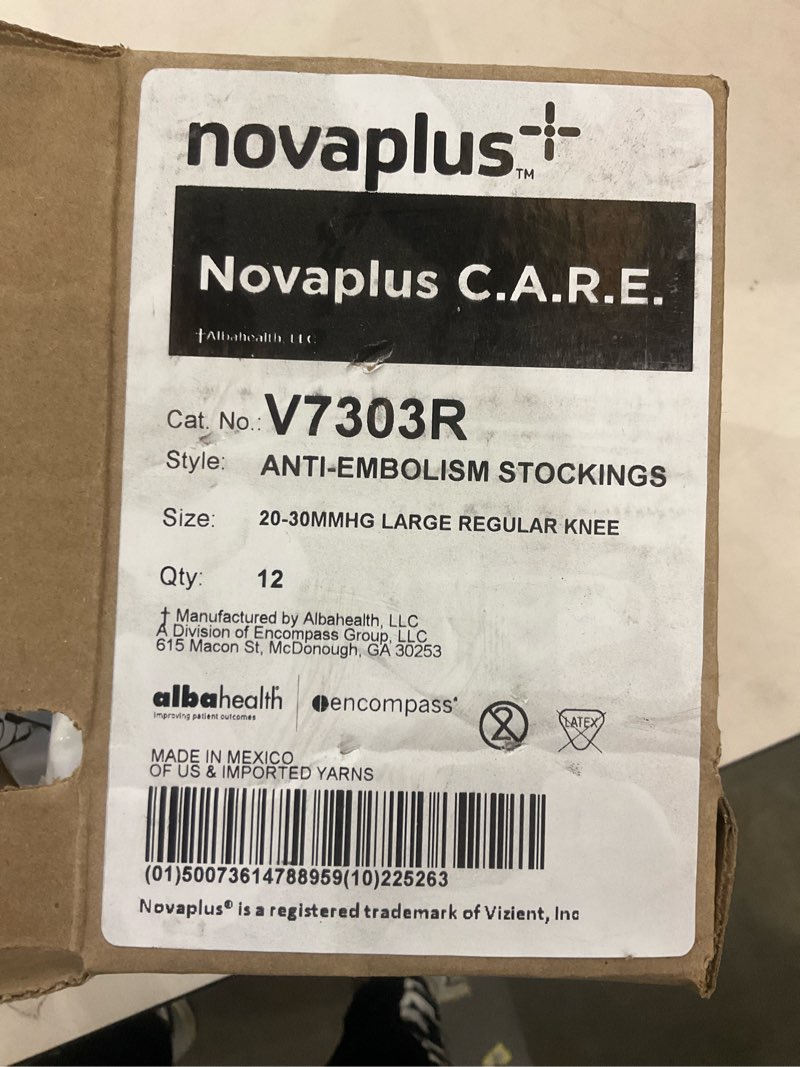 novaplus™
Novaplus C.A.R.E.
†Albahealth, LLC
Cat. No.: V7303R
Style: ANTI-EMBOLISM STOCKINGS
Size: 20-30MMHG LARGE REGULAR KNEE
Qty: 12
† Manufactured by Albahealth, LLC
A Division of Encompass Group, LLC
615 Macon St, McDonough, GA 30253
albahealth encompass®
improving patient outcomes
2
LATEX
MADE IN MEXICO
OF US & IMPORTED YARNS
(01)50073614788959(10)225263
Novaplus® is a registered trademark of Vizient, Inc